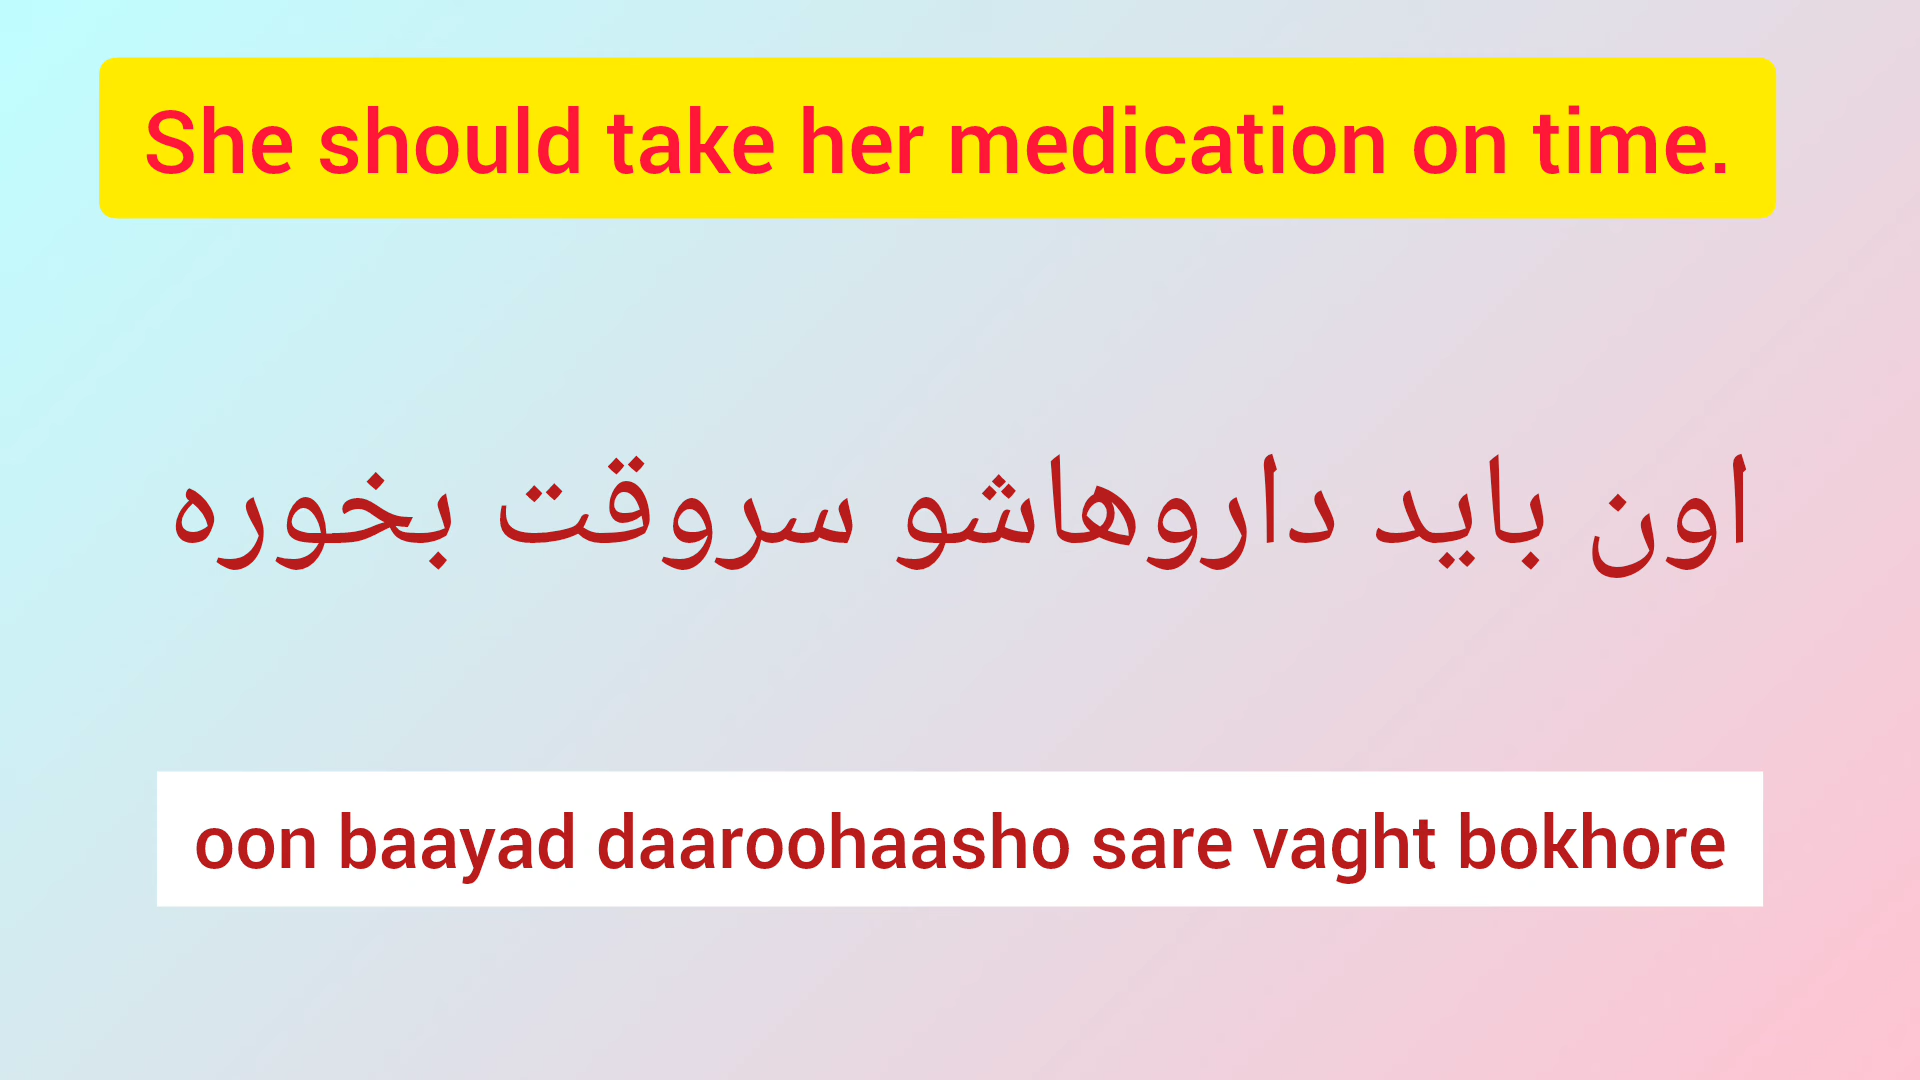 She should take her medication on time.
اون باید داروهاشو سروقت بخوره
oon baayad daaroohaasho sare vaght bokhore